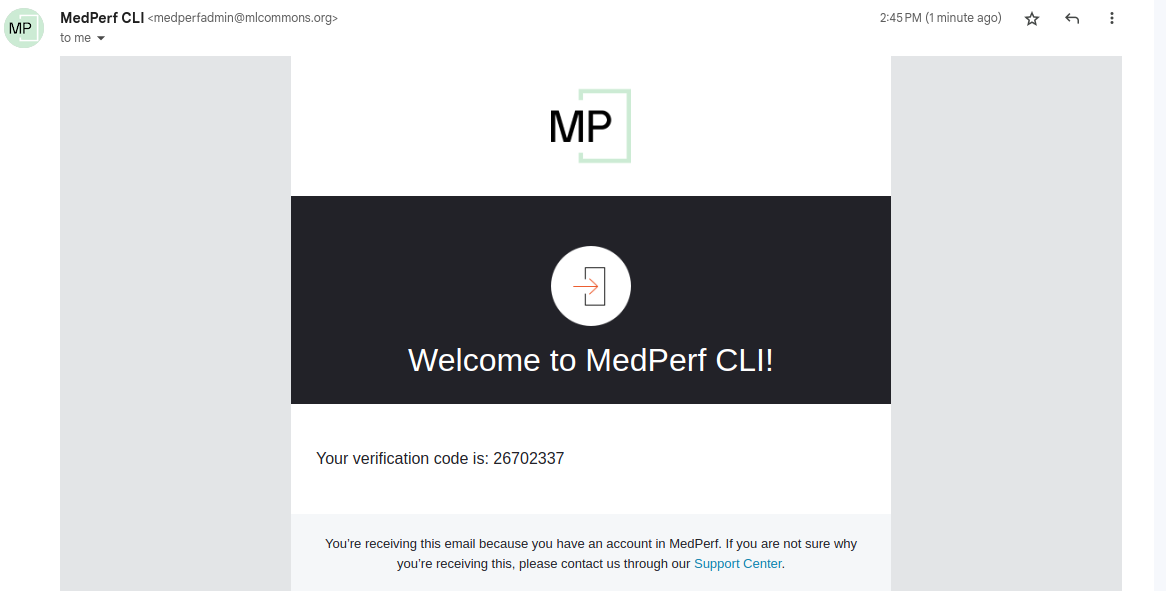 MP
MedPerf CLI <medperfadmin@mlcommons.org>
2:45 PM (1 minute ago)
to me
MP
Welcome to MedPerf CLI!
Your verification code is: 26702337
You're receiving this email because you have an account in MedPerf. If you are not sure why
you're receiving this, please contact us through our Support Center.